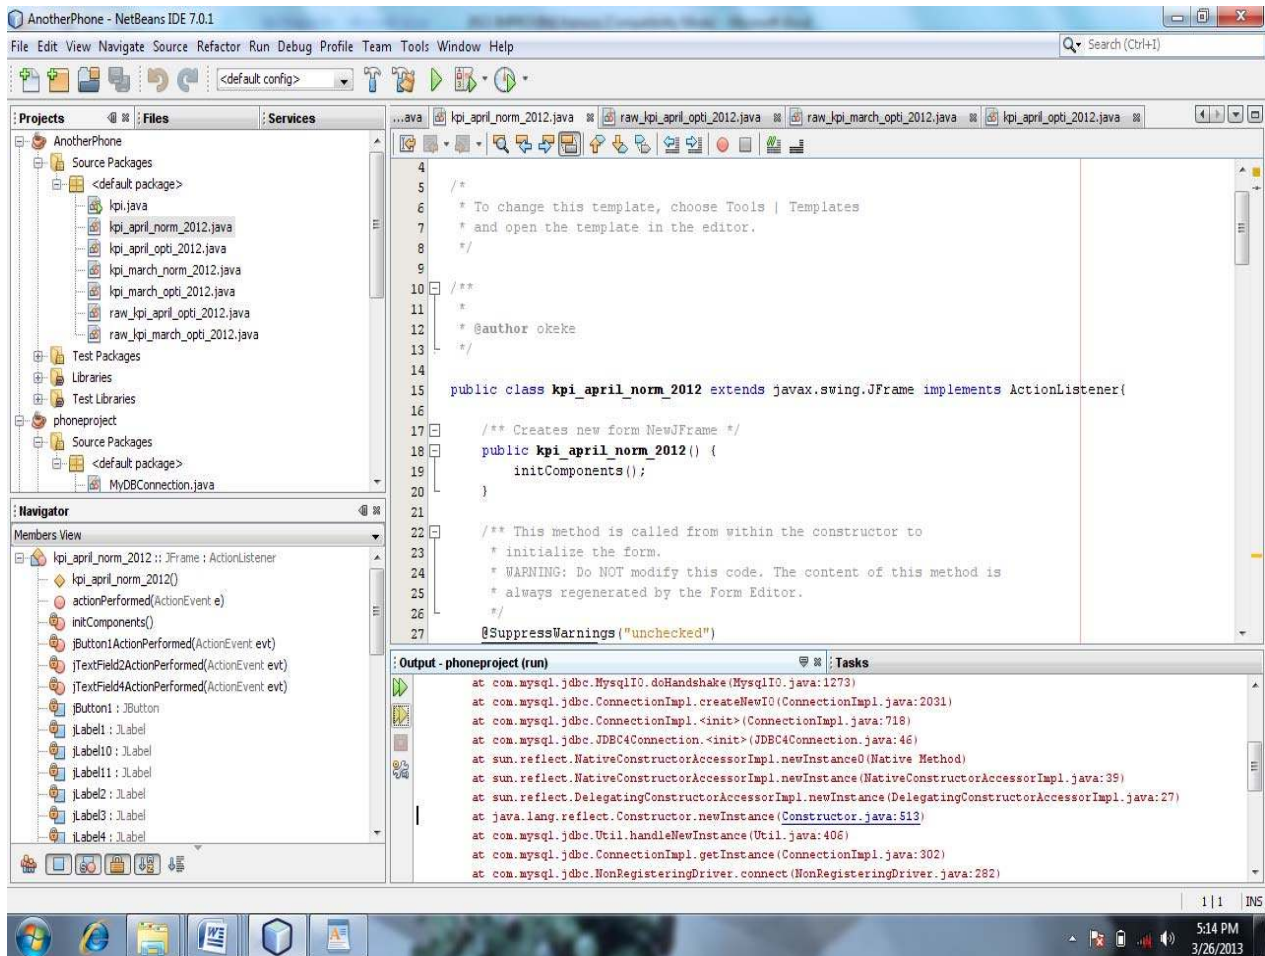 AnotherPhone - NetBeans IDE 7.0.1
File Edit View Navigate Source Refactor Run Debug Profile Team Tools Window Help
Search (Ctrl+I)
<default config>
Projects
Files
Services
AnotherPhone
Source Packages
<default package>
kpi.java
kpi_april_norm_2012.java
kpi_april_opti_2012.java
kpi_march_norm_2012.java
kpi_march_opti_2012.java
raw_kpi_april_opti_2012.java
raw_kpi_march_opti_2012.java
Test Packages
Libraries
Test Libraries
phoneproject
Source Packages
<default package>
MyDBConnection.java
Navigator
Members View
kpi_april_norm_2012 :: JFrame : ActionListener
kpi_april_norm_2012()
actionPerformed(ActionEvent e)
initComponents()
jButton1ActionPerformed(ActionEvent evt)
jTextField2ActionPerformed(ActionEvent evt)
jTextField4ActionPerformed(ActionEvent evt)
jButton1 : JButton
jLabel1 : JLabel
jLabel10 : JLabel
jLabel11 : JLabel
jLabel2 : JLabel
jLabel3 : JLabel
jLabel4 : JLabel
...ava kpi_april_norm_2012.java raw_kpi_april_opti_2012.java raw_kpi_march_opti_2012.java kpi_april_opti_2012.java
4
5 /*
6 * To change this template, choose Tools | Templates
7 * and open the template in the editor.
8 */
9
10 /**
11 *
12 * @author okeke
13 */
14
15 public class kpi_april_norm_2012 extends javax.swing.JFrame implements ActionListener{
16
17 /** Creates new form NewJFrame */
18 public kpi_april_norm_2012() {
19 initComponents();
20 }
21
22 /** This method is called from within the constructor to
23 * initialize the form.
24 * WARNING: Do NOT modify this code. The content of this method is
25 * always regenerated by the Form Editor.
26 */
27 @SuppressWarnings("unchecked")
Output - phoneproject (run)
Tasks
at com.mysql.jdbc.MysqlIO.doHandshake(MysqlIO.java:1273)
at com.mysql.jdbc.ConnectionImpl.createNewIO(ConnectionImpl.java:2031)
at com.mysql.jdbc.ConnectionImpl.<init>(ConnectionImpl.java:718)
at com.mysql.jdbc.JDBC4Connection.<init>(JDBC4Connection.java:46)
at sun.reflect.NativeConstructorAccessorImpl.newInstance0(Native Method)
at sun.reflect.NativeConstructorAccessorImpl.newInstance(NativeConstructorAccessorImpl.java:39)
at sun.reflect.DelegatingConstructorAccessorImpl.newInstance(DelegatingConstructorAccessorImpl.java:27)
at java.lang.reflect.Constructor.newInstance(Constructor.java:513)
at com.mysql.jdbc.Util.handleNewInstance(Util.java:406)
at com.mysql.jdbc.ConnectionImpl.getInstance(ConnectionImpl.java:302)
at com.mysql.jdbc.NonRegisteringDriver.connect(NonRegisteringDriver.java:282)
1|1 INS
5:14 PM
3/26/2013